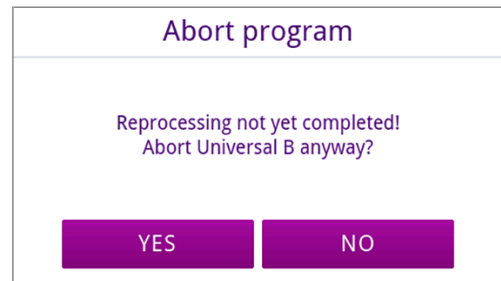 Abort program
Reprocessing not yet completed!
Abort Universal B anyway?
YES
NO